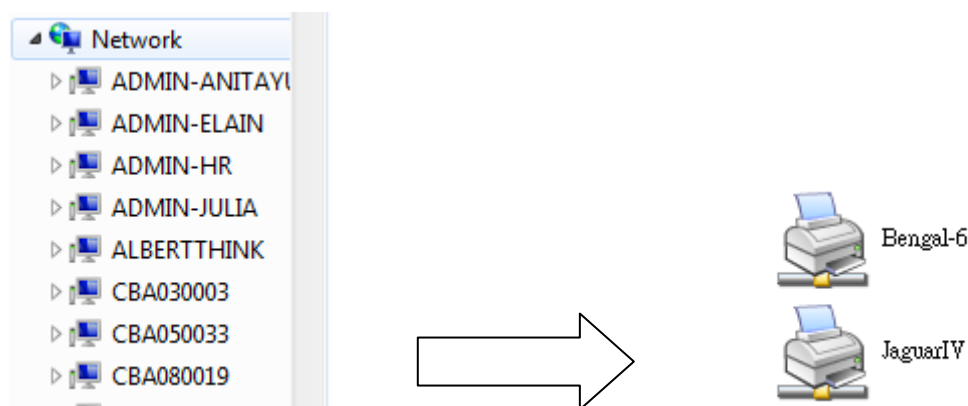 Network
ADMIN-ANITAYU
ADMIN-ELAIN
ADMIN-HR
ADMIN-JULIA
ALBERTTHINK
CBA030003
CBA050033
CBA080019
Bengal-6
JaguarIV